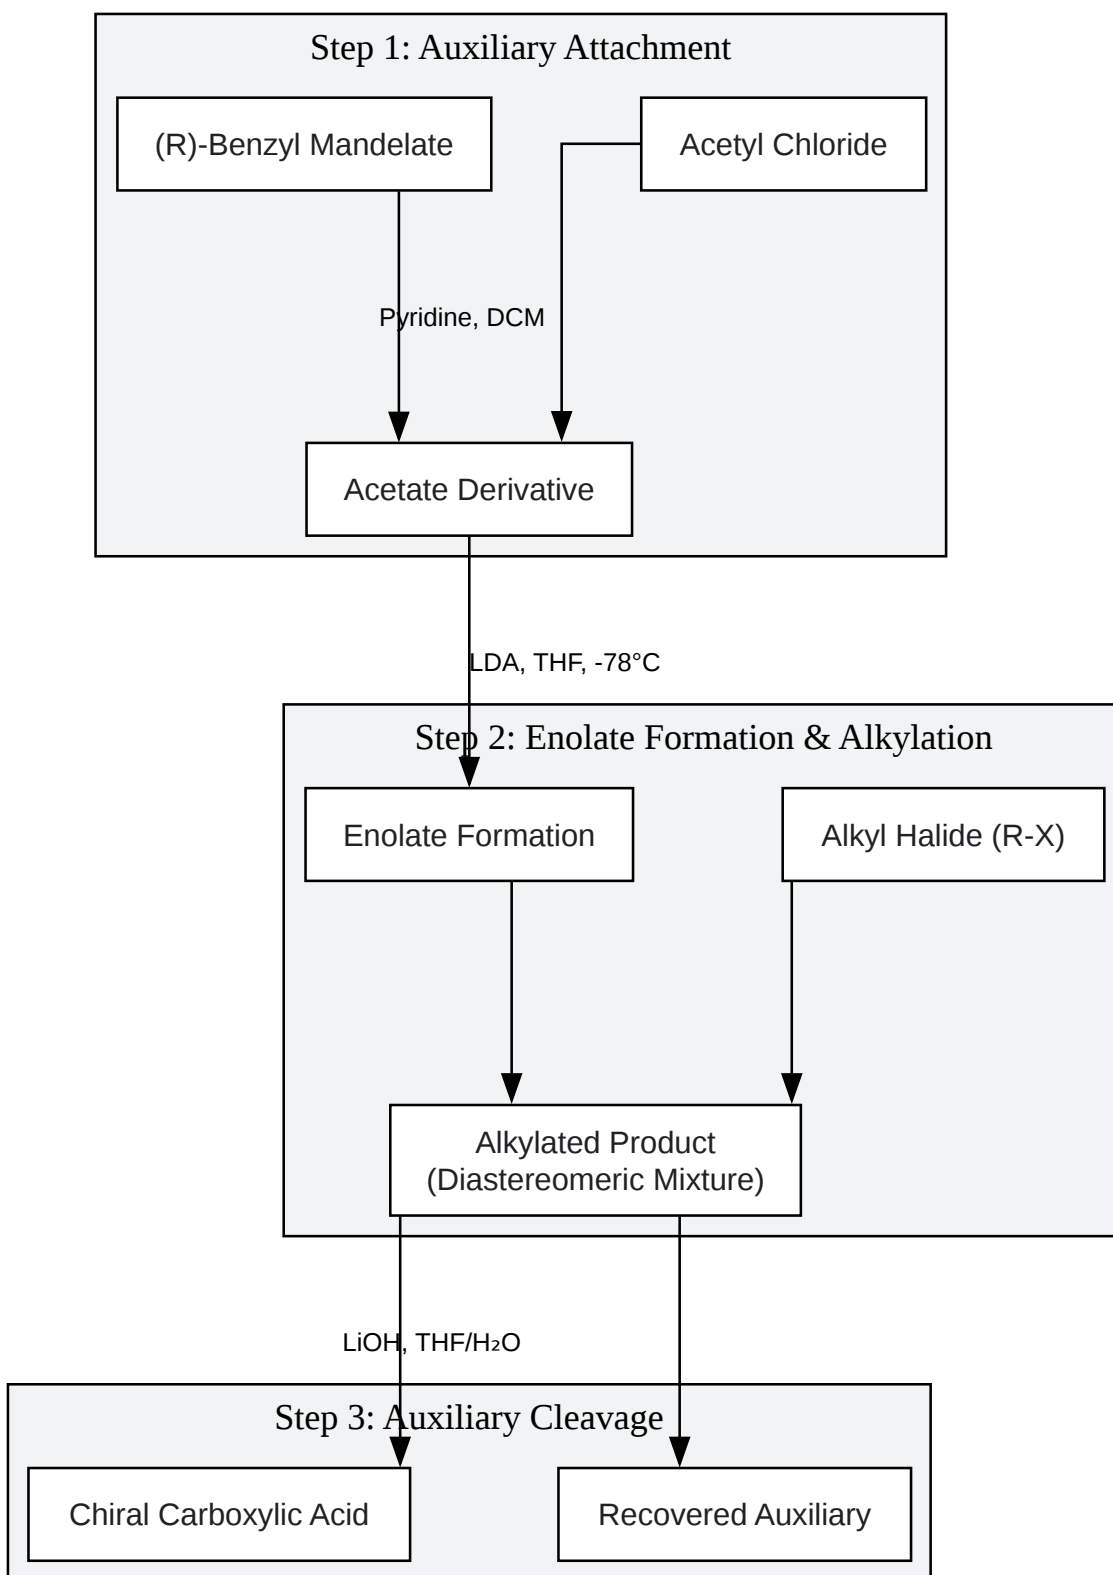 Step 1: Auxiliary Attachment
(R)-Benzyl Mandelate
Acetyl Chloride
Pyridine, DCM
Acetate Derivative
LDA, THF, -78°C
Step 2: Enolate Formation & Alkylation
Enolate Formation
Alkyl Halide (R-X)
Alkylated Product
(Diastereomeric Mixture)
LiOH, THF/H₂O
Step 3: Auxiliary Cleavage
Chiral Carboxylic Acid
Recovered Auxiliary